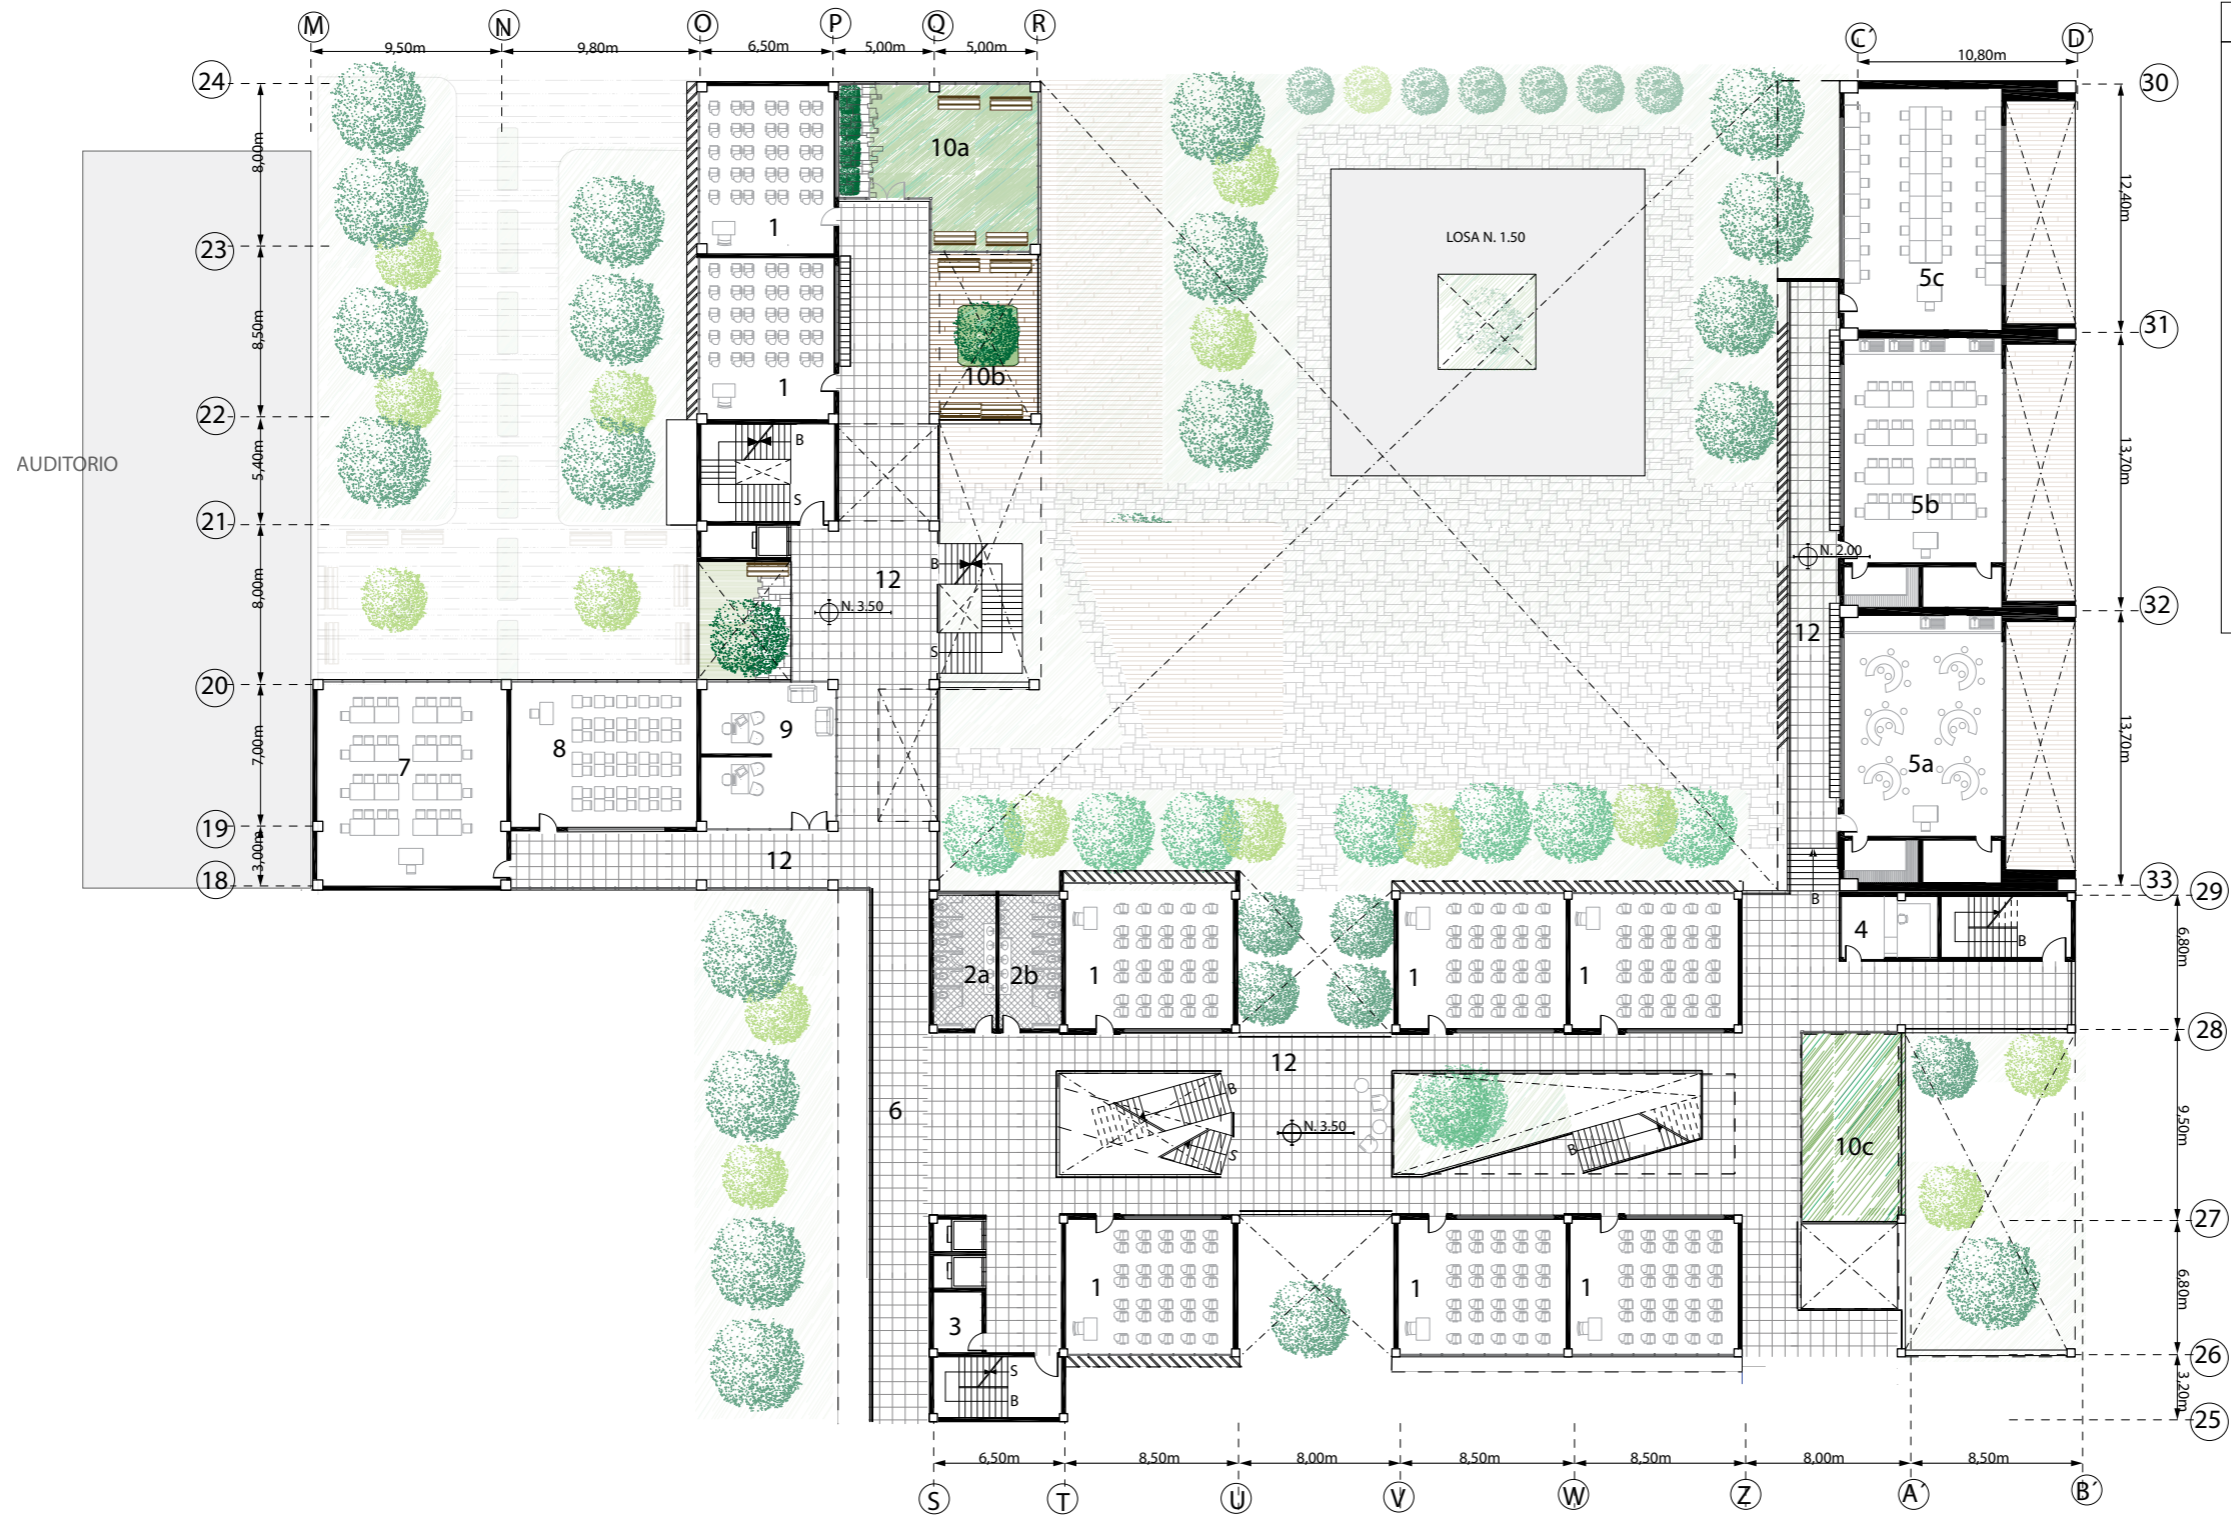 M N O P Q R C´ D´
9,50m 9,80m 6,50m 5,00m 5,00m 10,80m
24 30
8,00m
10a
12,40m
1
23
LOSA N. 1.50
5c
31
8,50m
10b
1
22
B
5,40m
AUDITORIO
13,70m
S
5b
21
N. 2.00
B
12
8,00m
N. 3.50
32
12
S
20
9
7,00m
8
7
5a
13,70m
19
12
3,00m
18
33
29
B
4
B
6,80m
2a 2b 1 1 1
28
12
B
6
N. 3.50
B
S
10c
9,50m
27
1 1 1
6,80m
3
26
S
B
3,20m
25
6,50m 8,50m 8,00m 8,50m 8,50m 8,00m 8,50m
S T U V W Z A´ B´